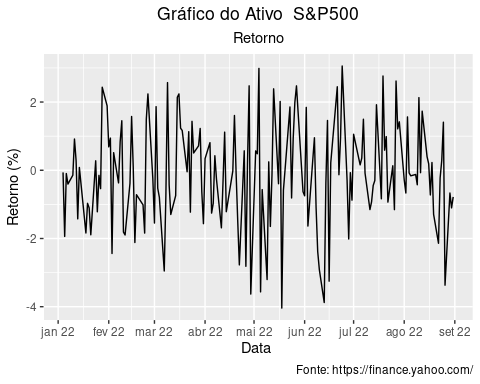 Gráfico do Ativo  S&P500
Retorno
Retorno (%)
2
0
-2
-4
jan 22 fev 22 mar 22 abr 22 mai 22 jun 22 jul 22 ago 22 set 22
Data
Fonte: https://finance.yahoo.com/